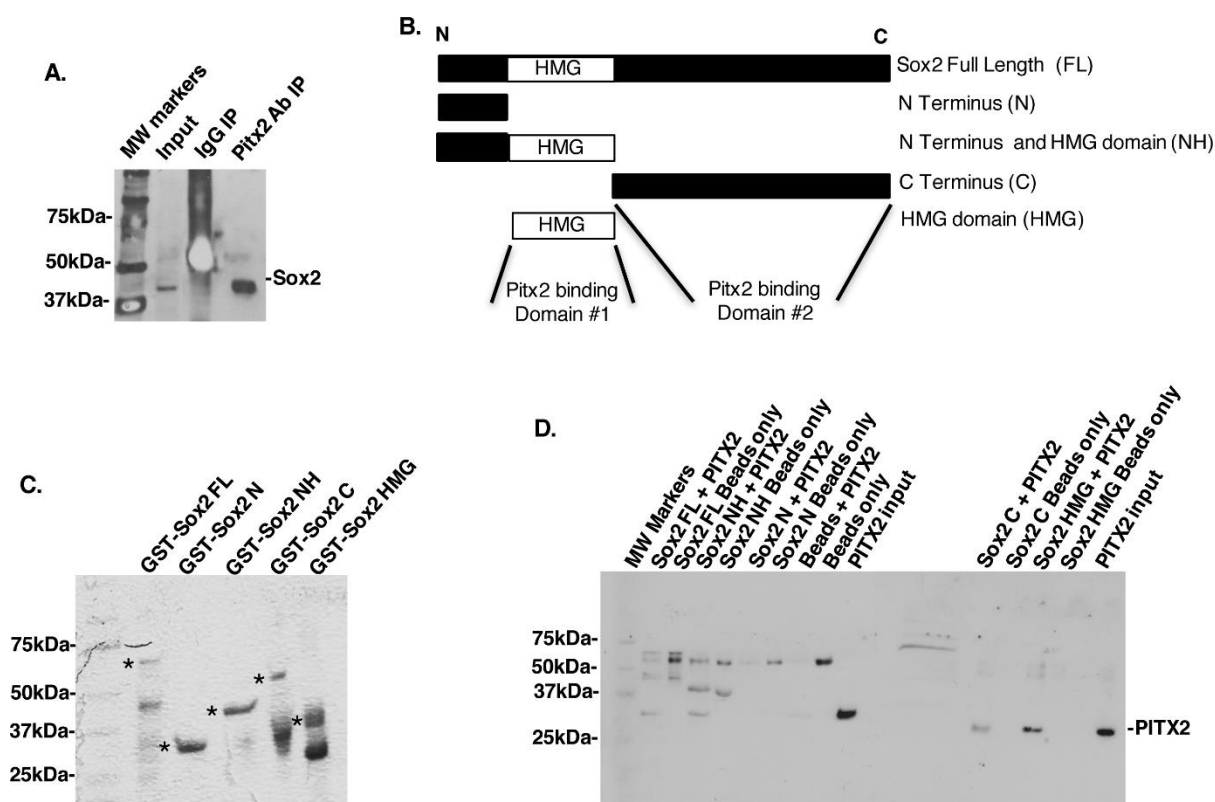 A.
MW markers
Input
IgG IP
Pitx2 Ab IP
75kDa-
50kDa-
37kDa-
-Sox2
B.
N
C
HMG
Sox2 Full Length (FL)
N Terminus (N)
HMG
N Terminus and HMG domain (NH)
C Terminus (C)
HMG
HMG domain (HMG)
Pitx2 binding
Domain #1
Pitx2 binding
Domain #2
C.
GST-Sox2 FL
GST-Sox2 N
GST-Sox2 NH
GST-Sox2 C
GST-Sox2 HMG
75kDa-
*
*
50kDa-
*
*
37kDa-
*
25kDa-
D.
MW Markers
Sox2 FL + PITX2
Sox2 FL Beads only
Sox2 NH + PITX2
Sox2 NH Beads only
Sox2 N + PITX2
Sox2 N Beads only
Beads + PITX2
Beads only
PITX2 input
Sox2 C + PITX2
Sox2 C Beads only
Sox2 HMG + PITX2
Sox2 HMG Beads only
PITX2 input
75kDa-
50kDa-
37kDa-
25kDa-
-PITX2